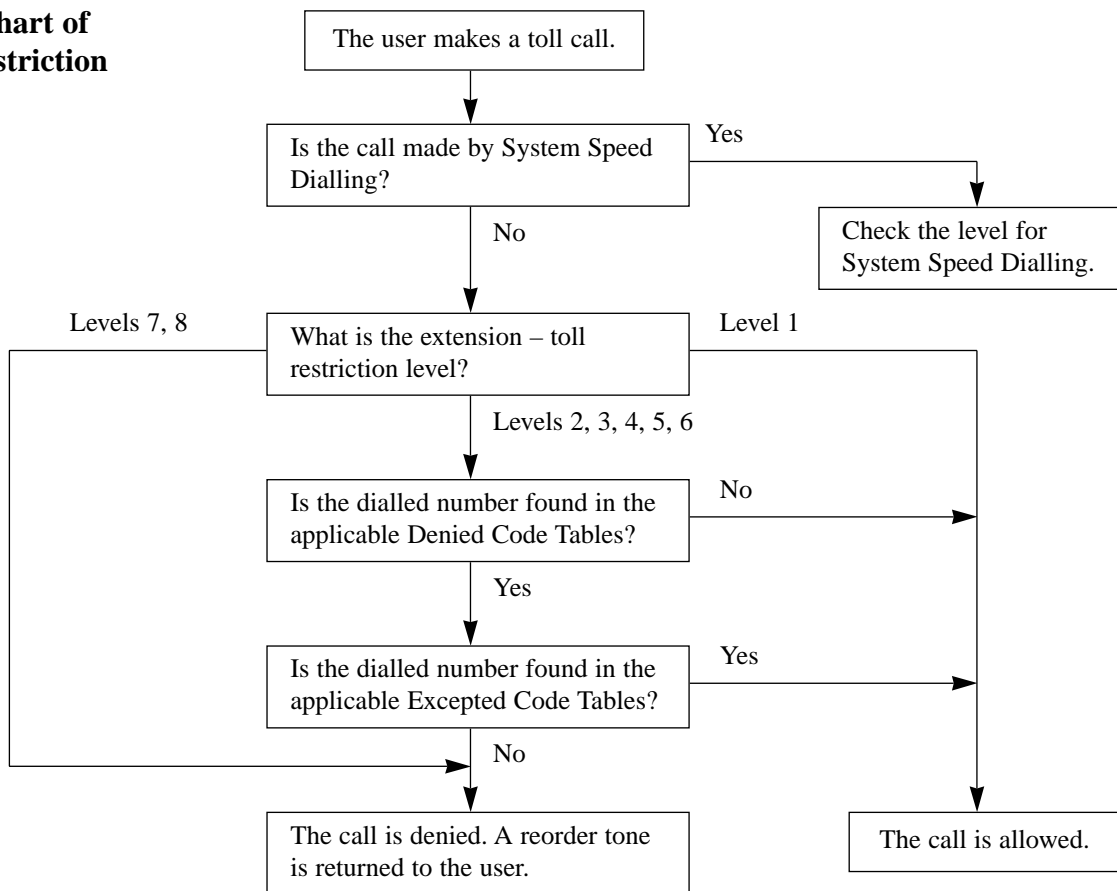 hart of
striction
The user makes a toll call.
Is the call made by System Speed
Dialling?
Yes
No
Check the level for
System Speed Dialling.
Levels 7, 8
What is the extension – toll
restriction level?
Level 1
Levels 2, 3, 4, 5, 6
Is the dialled number found in the
applicable Denied Code Tables?
No
Yes
Is the dialled number found in the
applicable Excepted Code Tables?
Yes
No
The call is denied. A reorder tone
is returned to the user.
The call is allowed.